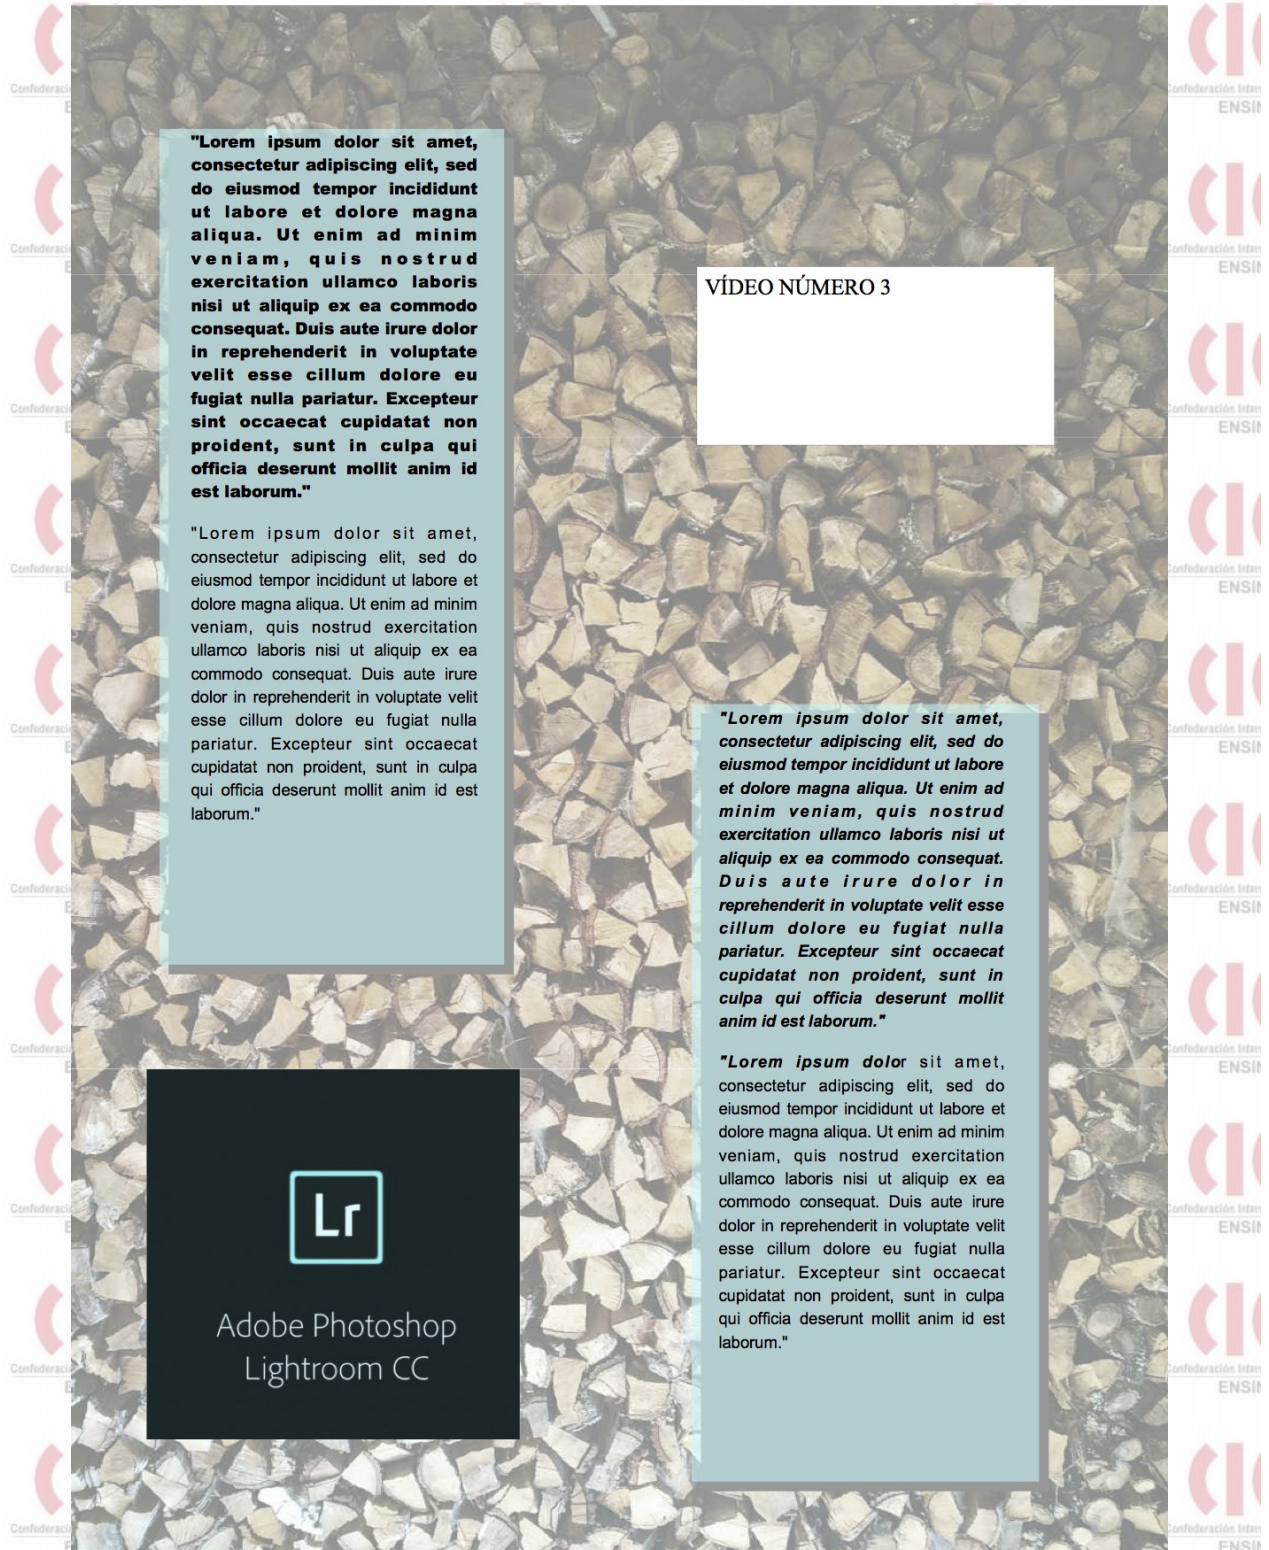 "Lorem ipsum dolor sit amet,
consectetur adipiscing elit, sed
do eiusmod tempor incididunt
ut labore et dolore magna
aliqua. Ut enim ad minim
veniam, quis nostrud
exercitation ullamco laboris
nisi ut aliquip ex ea commodo
consequat. Duis aute irure dolor
in reprehenderit in voluptate
velit esse cillum dolore eu
fugiat nulla pariatur. Excepteur
sint occaecat cupidatat non
proident, sunt in culpa qui
officia deserunt mollit anim id
est laborum."
"Lorem ipsum dolor sit amet,
consectetur adipiscing elit, sed do
eiusmod tempor incididunt ut labore et
dolore magna aliqua. Ut enim ad minim
veniam, quis nostrud exercitation
ullamco laboris nisi ut aliquip ex ea
commodo consequat. Duis aute irure
dolor in reprehenderit in voluptate velit
esse cillum dolore eu fugiat nulla
pariatur. Excepteur sint occaecat
cupidatat non proident, sunt in culpa
qui officia deserunt mollit anim id est
laborum."
VÍDEO NÚMERO 3
"Lorem ipsum dolor sit amet,
consectetur adipiscing elit, sed do
eiusmod tempor incididunt ut labore
et dolore magna aliqua. Ut enim ad
minim veniam, quis nostrud
exercitation ullamco laboris nisi ut
aliquip ex ea commodo consequat.
Duis aute irure dolor in
reprehenderit in voluptate velit esse
cillum dolore eu fugiat nulla
pariatur. Excepteur sint occaecat
cupidatat non proident, sunt in
culpa qui officia deserunt mollit
anim id est laborum."
"Lorem ipsum dolor sit amet,
consectetur adipiscing elit, sed do
eiusmod tempor incididunt ut labore et
dolore magna aliqua. Ut enim ad minim
veniam, quis nostrud exercitation
ullamco laboris nisi ut aliquip ex ea
commodo consequat. Duis aute irure
dolor in reprehenderit in voluptate velit
esse cillum dolore eu fugiat nulla
pariatur. Excepteur sint occaecat
cupidatat non proident, sunt in culpa
qui officia deserunt mollit anim id est
laborum."
Lr
Adobe Photoshop
Lightroom CC